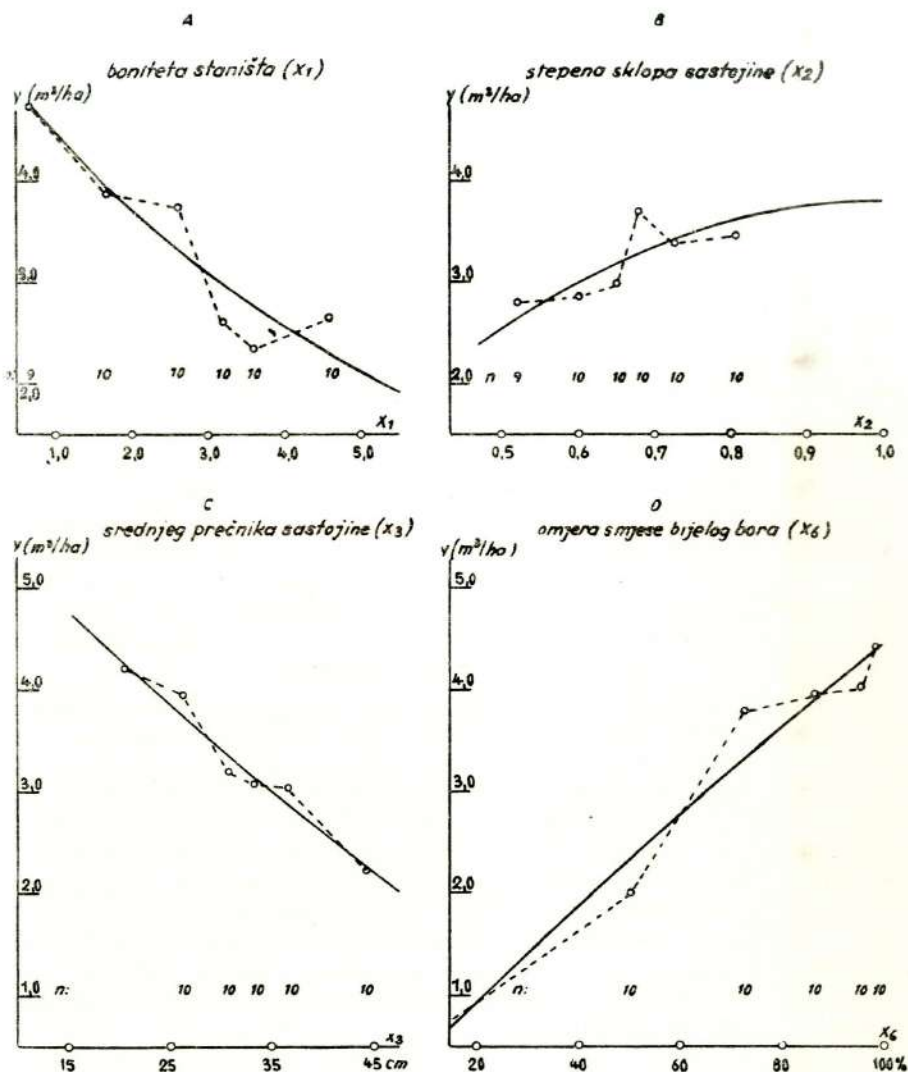 A
boniteta staništa (X1)
y (m³/ha)
4,0
3,0
n: 9 10 10 10 10 10
2,0
X1
1,0 2,0 3,0 4,0 5,0
B
stepena sklopa sastojine (X2)
y (m³/ha)
4,0
3,0
2,0 n 9 10 10 10 10 10
X2
0,5 0,6 0,7 0,8 0,9 1,0
C
srednjeg prečnika sastojine (X3)
y (m³/ha)
5,0
4,0
3,0
2,0
1,0 n: 10 10 10 10 10
X3
15 25 35 45 cm
D
omjera smjese bijelog bora (X6)
y (m³/ha)
5,0
4,0
3,0
2,0
1,0 n: 10 10 10 10 10
X6
20 40 60 80 100%